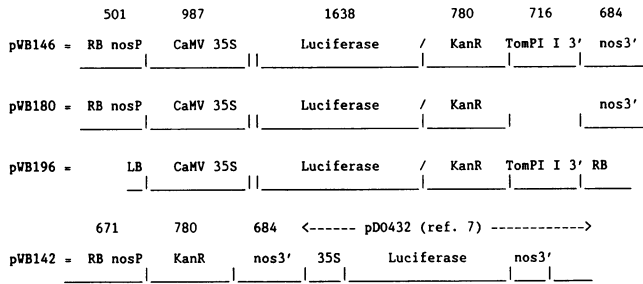 501 987 1638 780 716 684
pWB146 = RB nosP CaMV 35S Luciferase / KanR TomPI I 3' nos3'
pWB180 = RB nosP CaMV 35S Luciferase / KanR nos3'
pWB196 = LB CaMV 35S Luciferase / KanR TomPI I 3' RB
671 780 684 <------ pDO432 (ref. 7) ------------>
pWB142 = RB nosP KanR nos3' 35S Luciferase nos3'